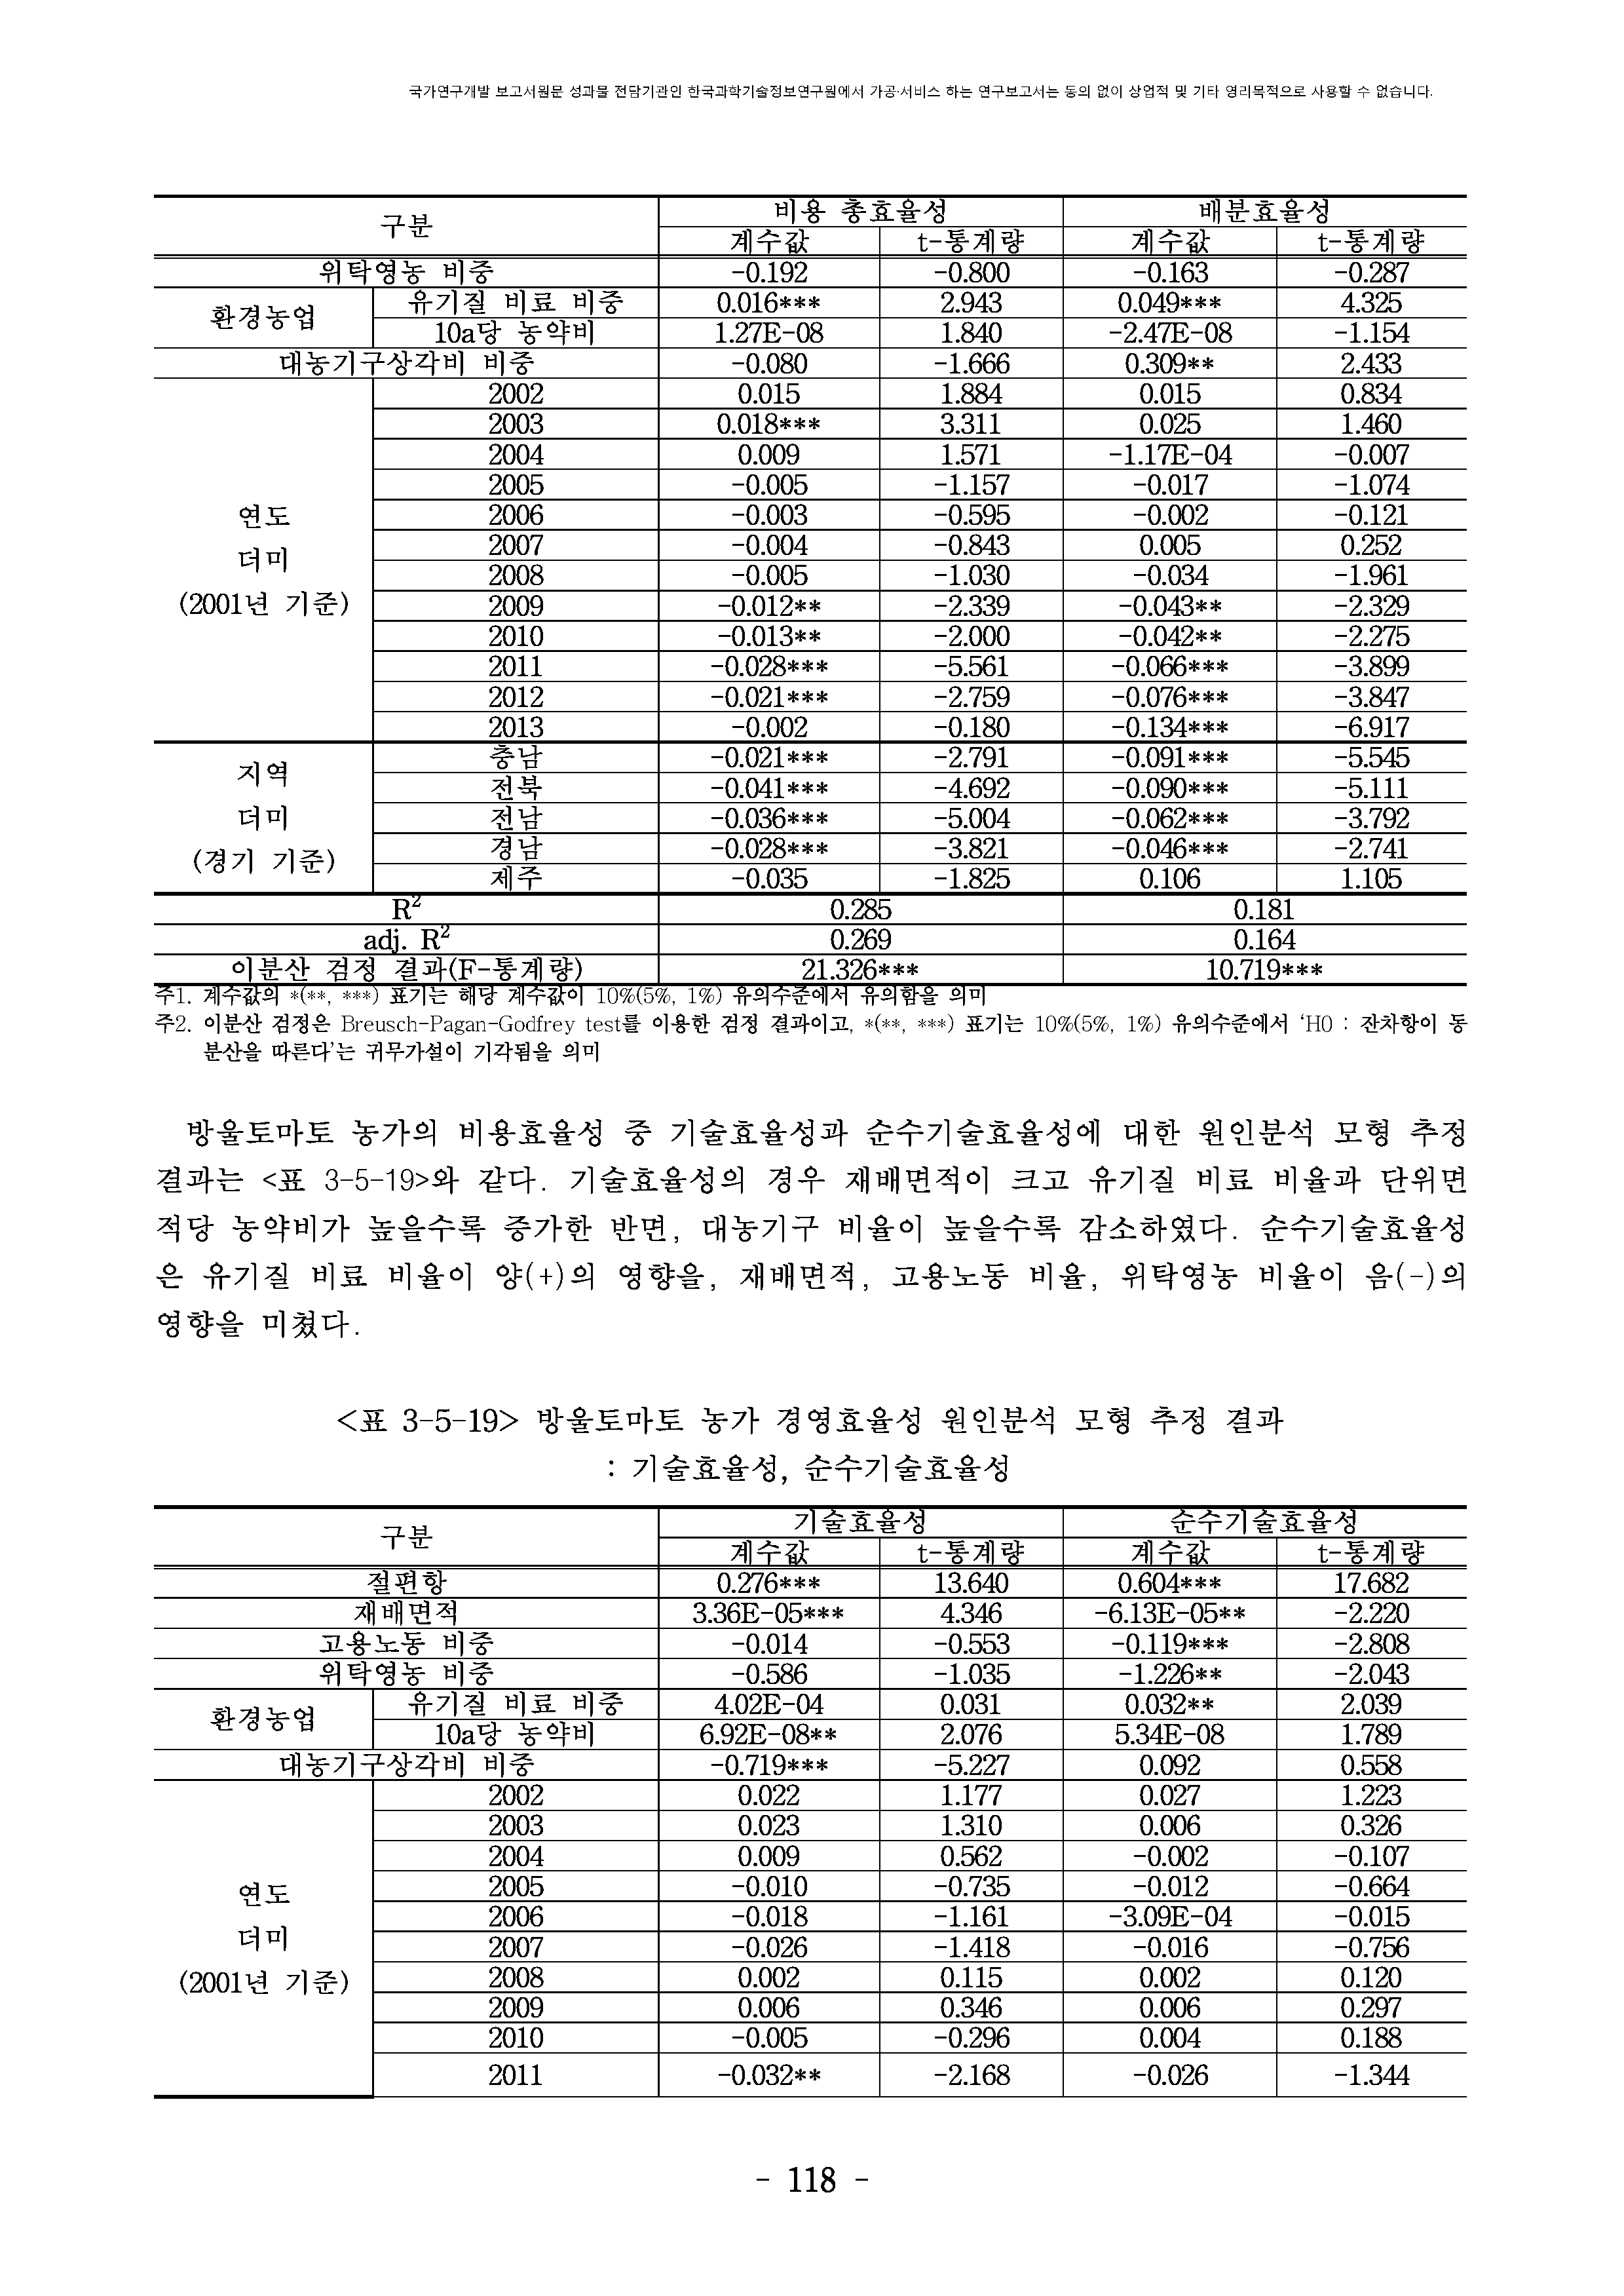 국가연구개발 보고서원문 성과물 전담기관인 한국과학기술정보연구원에서 가공·서비스 하는 연구보고서는 동의 없이 상업적 및 기타 영리목적으로 사용할 수 없습니다.
구분 비용 총효율성 배분효율성
계수값 t-통계량 계수값 t-통계량
위탁영농 비중 -0.192 -0.800 -0.163 -0.287
환경농업 유기질 비료 비중 0.016*** 2.943 0.049*** 4.325
10a당 농약비 1.27E-08 1.840 -2.47E-08 -1.154
대농기구상각비 비중 -0.080 -1.666 0.309** 2.433
연도 더미 (2001년 기준) 2002 0.015 1.884 0.015 0.834
2003 0.018*** 3.311 0.025 1.460
2004 0.009 1.571 -1.17E-04 -0.007
2005 -0.005 -1.157 -0.017 -1.074
2006 -0.003 -0.595 -0.002 -0.121
2007 -0.004 -0.843 0.005 0.252
2008 -0.005 -1.030 -0.034 -1.961
2009 -0.012** -2.339 -0.043** -2.329
2010 -0.013** -2.000 -0.042** -2.275
2011 -0.028*** -5.561 -0.066*** -3.899
2012 -0.021*** -2.759 -0.076*** -3.847
2013 -0.002 -0.180 -0.134*** -6.917
지역 더미 (경기 기준) 충남 -0.021*** -2.791 -0.091*** -5.545
전북 -0.041*** -4.692 -0.090*** -5.111
전남 -0.036*** -5.004 -0.062*** -3.792
경남 -0.028*** -3.821 -0.046*** -2.741
제주 -0.035 -1.825 0.106 1.105
R² 0.285 0.181
adj. R² 0.269 0.164
이분산 검정 결과(F-통계량) 21.326*** 10.719***
주1. 계수값의 *(**, ***) 표기는 해당 계수값이 10%(5%, 1%) 유의수준에서 유의함을 의미
주2. 이분산 검정은 Breusch-Pagan-Godfrey test를 이용한 검정 결과이고, *(**, ***) 표기는 10%(5%, 1%) 유의수준에서 ‘H0 : 잔차항이 동
분산을 따른다’는 귀무가설이 기각됨을 의미
방울토마토 농가의 비용효율성 중 기술효율성과 순수기술효율성에 대한 원인분석 모형 추정
결과는 <표 3-5-19>와 같다. 기술효율성의 경우 재배면적이 크고 유기질 비료 비율과 단위면
적당 농약비가 높을수록 증가한 반면, 대농기구 비율이 높을수록 감소하였다. 순수기술효율성
은 유기질 비료 비율이 양(+)의 영향을, 재배면적, 고용노동 비율, 위탁영농 비율이 음(-)의
영향을 미쳤다.
<표 3-5-19> 방울토마토 농가 경영효율성 원인분석 모형 추정 결과
: 기술효율성, 순수기술효율성
구분 기술효율성 순수기술효율성
계수값 t-통계량 계수값 t-통계량
절편항 0.276*** 13.640 0.604*** 17.682
재배면적 3.36E-05*** 4.346 -6.13E-05** -2.220
고용노동 비중 -0.014 -0.553 -0.119*** -2.808
위탁영농 비중 -0.586 -1.035 -1.226** -2.043
환경농업 유기질 비료 비중 4.02E-04 0.031 0.032** 2.039
10a당 농약비 6.92E-08** 2.076 5.34E-08 1.789
대농기구상각비 비중 -0.719*** -5.227 0.092 0.558
연도 더미 (2001년 기준) 2002 0.022 1.177 0.027 1.223
2003 0.023 1.310 0.006 0.326
2004 0.009 0.562 -0.002 -0.107
2005 -0.010 -0.735 -0.012 -0.664
2006 -0.018 -1.161 -3.09E-04 -0.015
2007 -0.026 -1.418 -0.016 -0.756
2008 0.002 0.115 0.002 0.120
2009 0.006 0.346 0.006 0.297
2010 -0.005 -0.296 0.004 0.188
2011 -0.032** -2.168 -0.026 -1.344
- 118 -